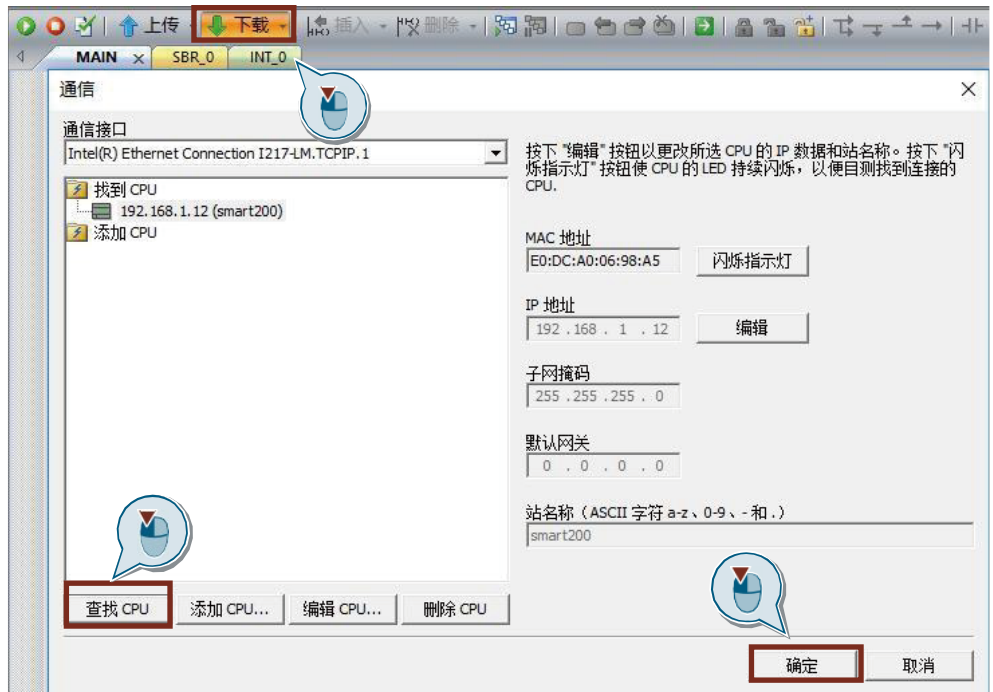 上传 下载 插入 删除
MAIN × SBR_0 INT_0
通信
通信接口
Intel(R) Ethernet Connection I217-LM.TCPIP.1
找到 CPU
192.168.1.12 (smart200)
添加 CPU
按下 "编辑" 按钮以更改所选 CPU 的 IP 数据和站名称。按下 "闪
烁指示灯" 按钮使 CPU 的 LED 持续闪烁，以便目测找到连接的
CPU.
MAC 地址
E0:DC:A0:06:98:A5 闪烁指示灯
IP 地址
192 .168 . 1 . 12 编辑
子网掩码
255 .255 .255 . 0
默认网关
0 . 0 . 0 . 0
站名称（ASCII 字符 a-z、0-9、- 和 .）
smart200
查找 CPU 添加 CPU... 编辑 CPU... 删除 CPU
确定 取消